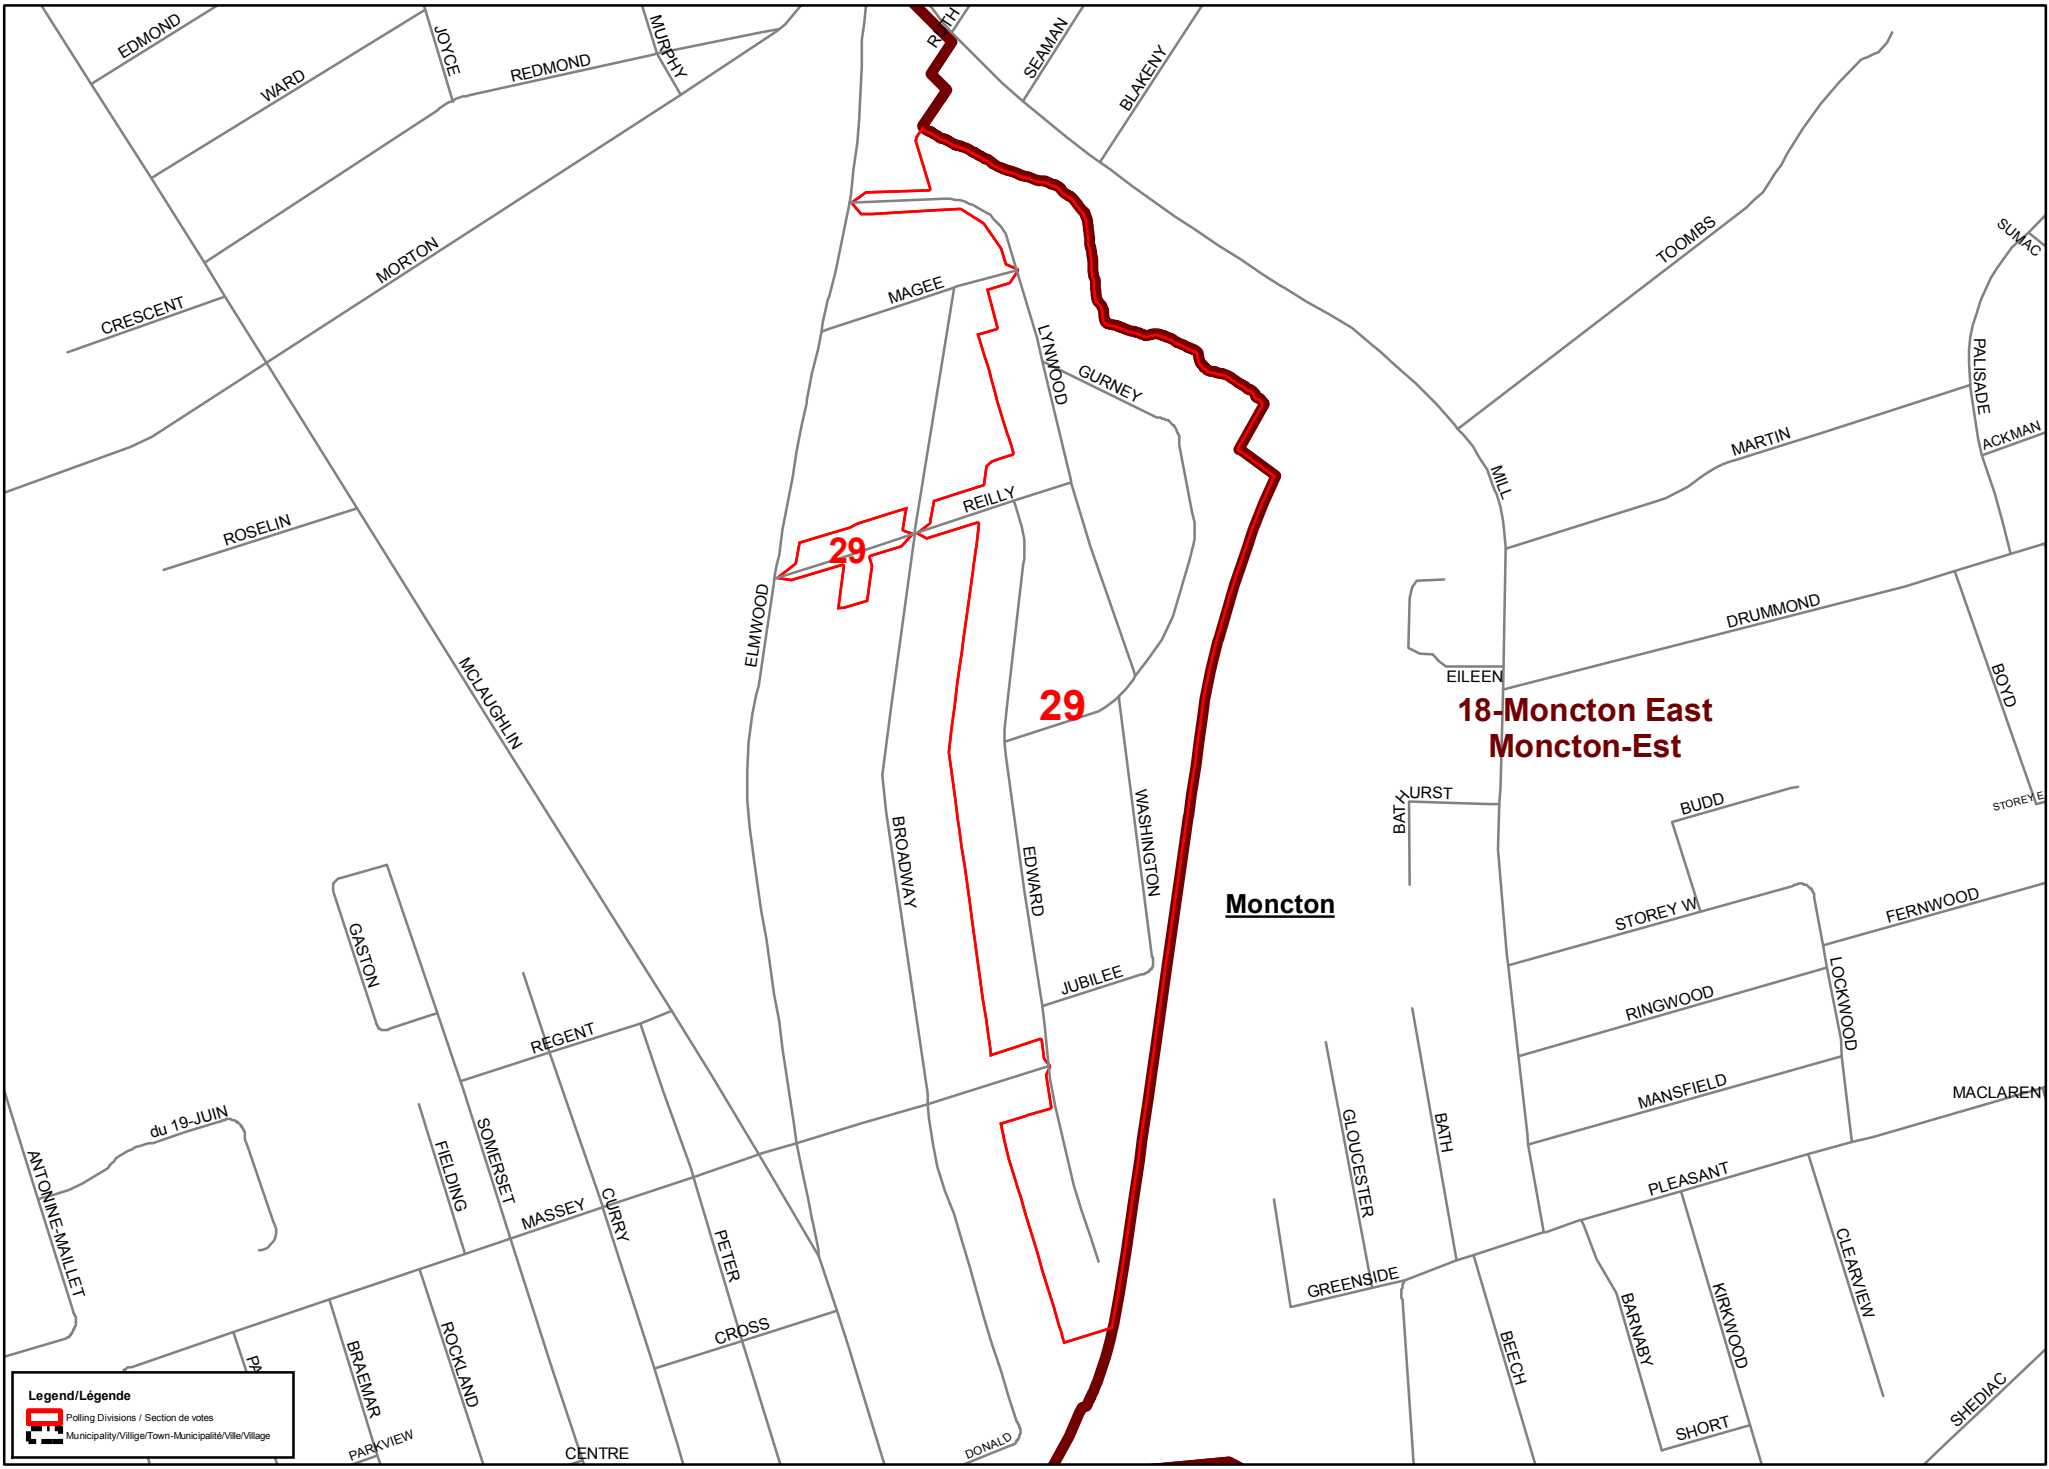 EDMOND
WARD
JOYCE
REDMOND
MURPHY
RUTH
SEAMAN
BLAKENY
MORTON
CRESCENT
MAGEE
LYNWOOD
GURNEY
TOOMBS
SUMAC
PALISADE
ACKMAN
MARTIN
MILL
ROSELIN
REILLY
29
ELMWOOD
MCLAUGHLIN
29
DRUMMOND
EILEEN
BOYD
18-Moncton East
Moncton-Est
BATHURST
BUDD
STOREY E
BROADWAY
EDWARD
WASHINGTON
Moncton
STOREY W
FERNWOOD
GASTON
JUBILEE
RINGWOOD
LOCKWOOD
REGENT
MANSFIELD
MACLAREN
du 19-JUIN
ANTONINE-MAILLET
FIELDING
SOMERSET
MASSEY
CURRY
PETER
GLOUCESTER
BATH
PLEASANT
CLEARVIEW
GREENSIDE
BARNABY
KIRKWOOD
BEECH
CROSS
ROCKLAND
BRAEMAR
PA
PARKVIEW
CENTRE
DONALD
SHORT
SHEDIAC
Legend/Légende
Polling Divisions / Section de votes
Municipality/Villige/Town-Municipalité/Ville/Village